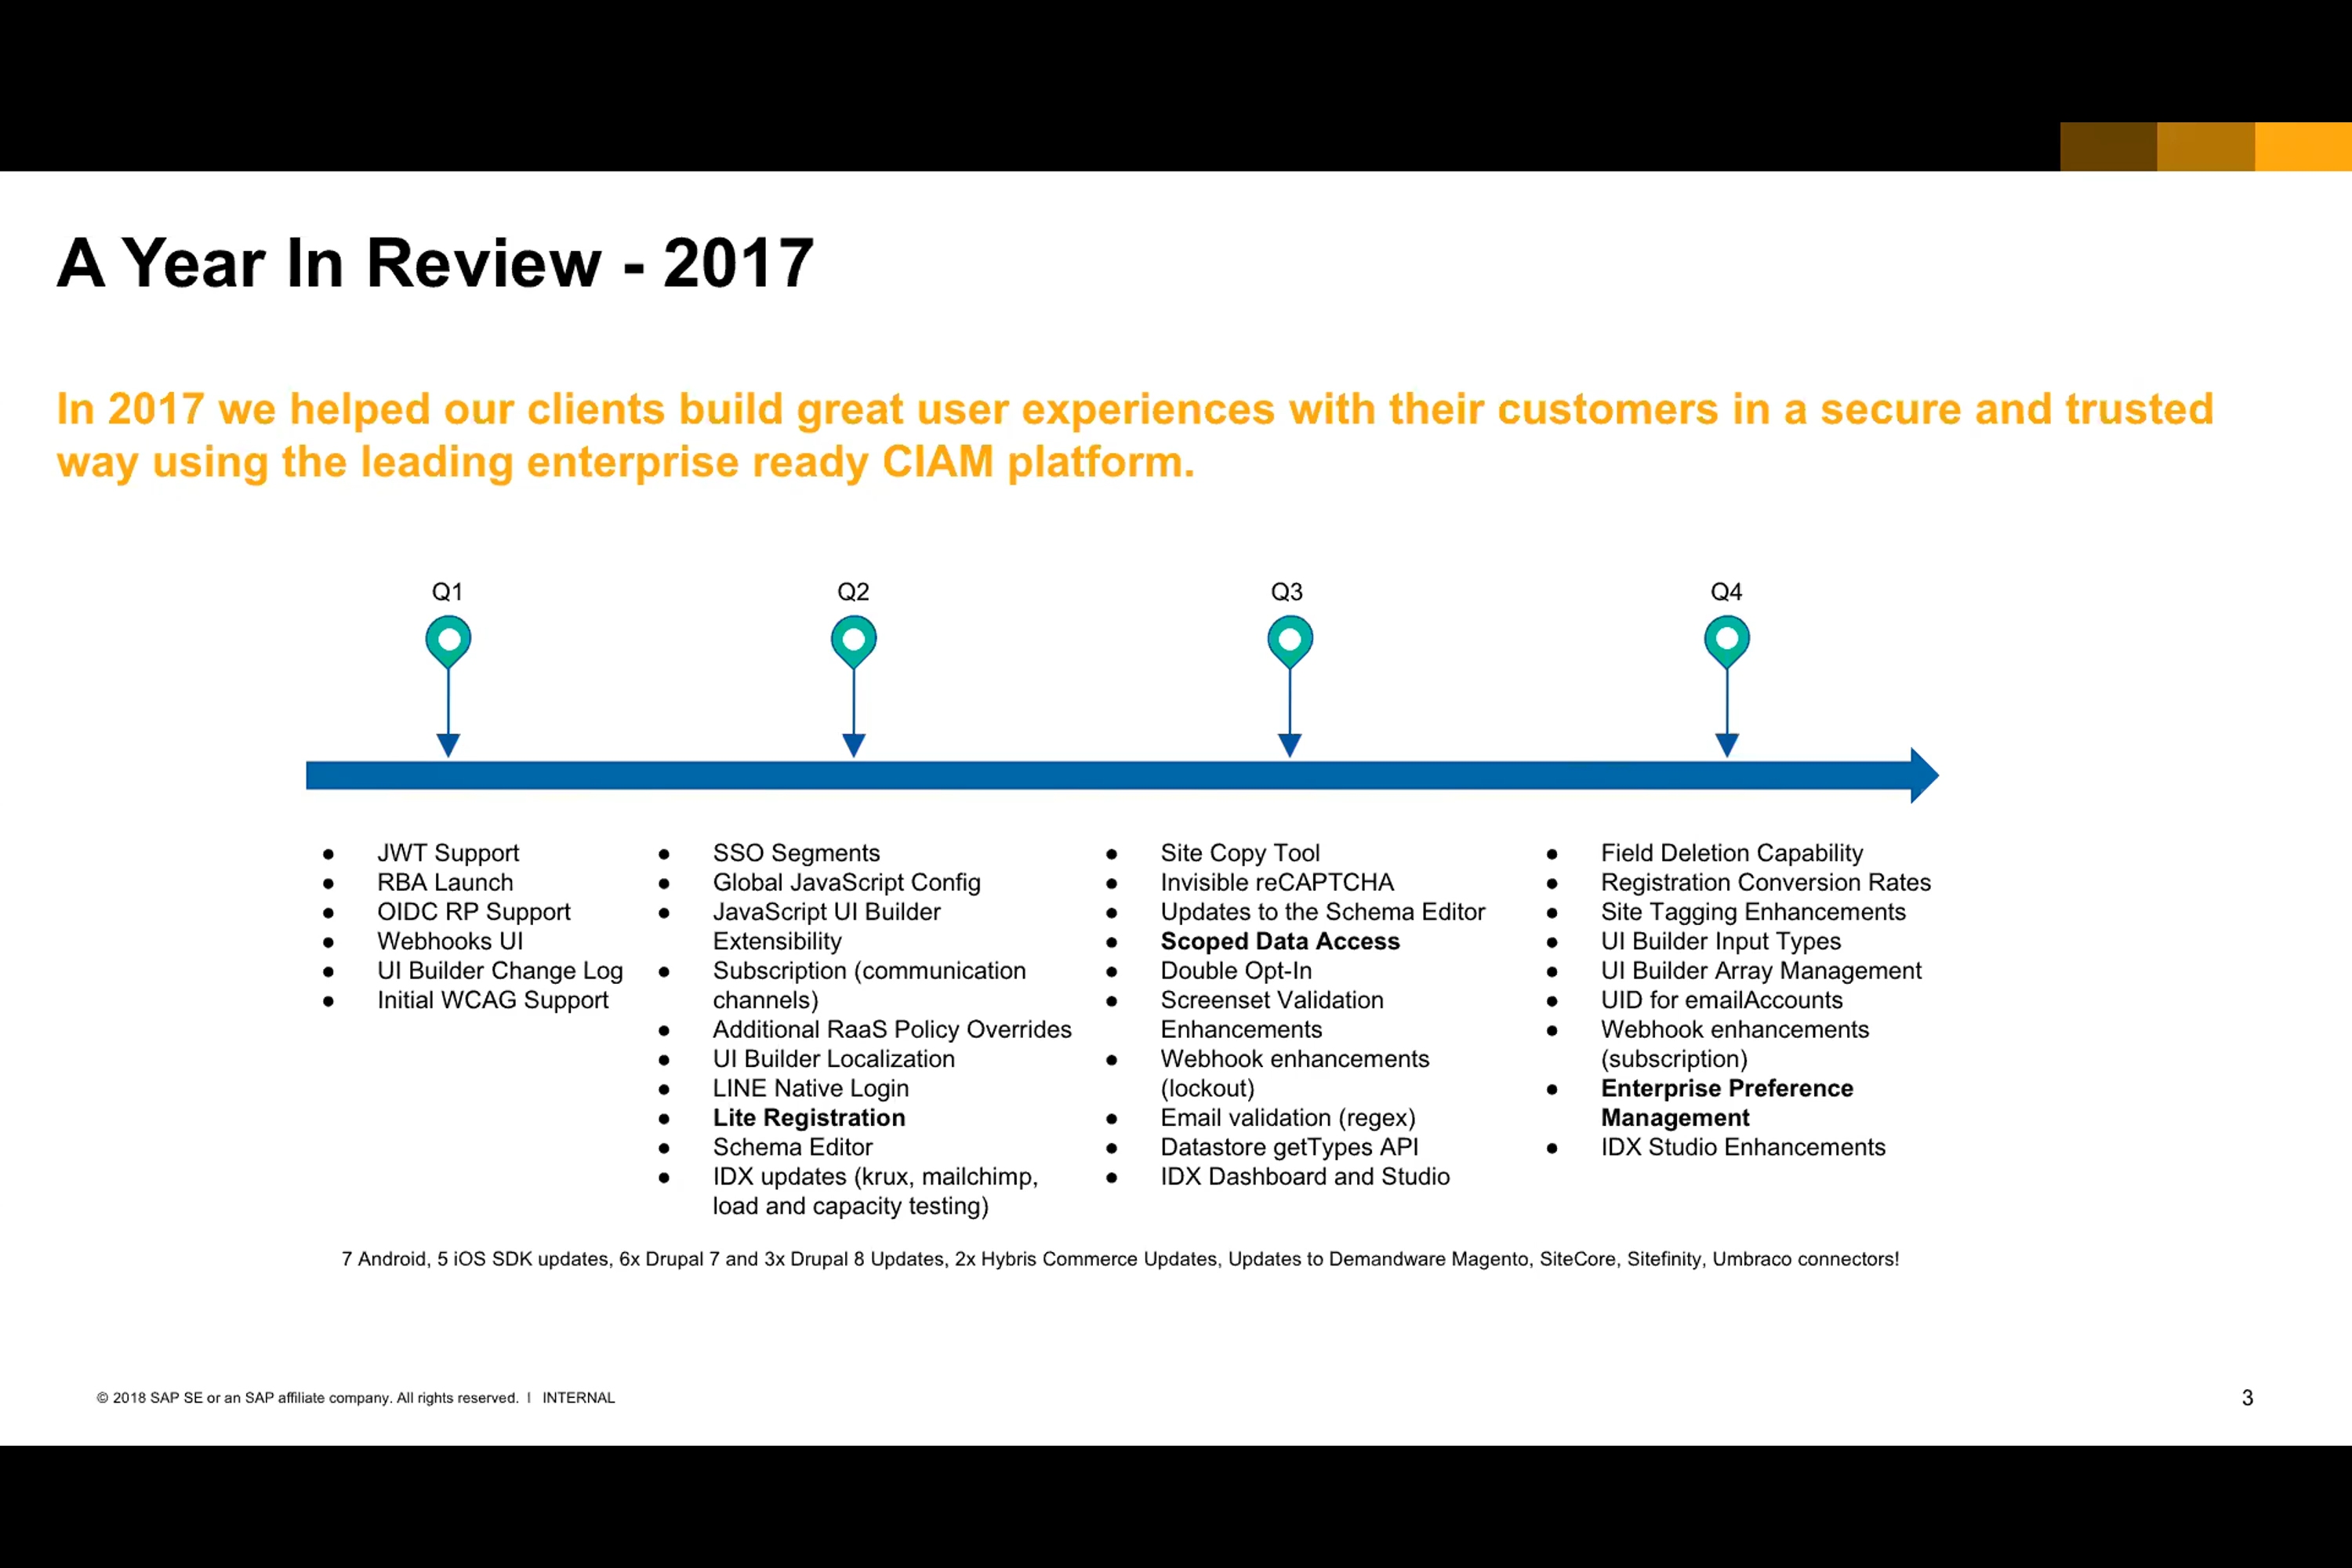 A Year In Review - 2017
In 2017 we helped our clients build great user experiences with their customers in a secure and trusted
way using the leading enterprise ready CIAM platform.
Q1
Q2
Q3
Q4
● JWT Support
● RBA Launch
● OIDC RP Support
● Webhooks UI
● UI Builder Change Log
● Initial WCAG Support
● SSO Segments
● Global JavaScript Config
● JavaScript UI Builder
Extensibility
● Subscription (communication
channels)
● Additional RaaS Policy Overrides
● UI Builder Localization
● LINE Native Login
● Lite Registration
● Schema Editor
● IDX updates (krux, mailchimp,
load and capacity testing)
● Site Copy Tool
● Invisible reCAPTCHA
● Updates to the Schema Editor
● Scoped Data Access
● Double Opt-In
● Screenset Validation
Enhancements
● Webhook enhancements
(lockout)
● Email validation (regex)
● Datastore getTypes API
● IDX Dashboard and Studio
● Field Deletion Capability
● Registration Conversion Rates
● Site Tagging Enhancements
● UI Builder Input Types
● UI Builder Array Management
● UID for emailAccounts
● Webhook enhancements
(subscription)
● Enterprise Preference
Management
● IDX Studio Enhancements
7 Android, 5 iOS SDK updates, 6x Drupal 7 and 3x Drupal 8 Updates, 2x Hybris Commerce Updates, Updates to Demandware Magento, SiteCore, Sitefinity, Umbraco connectors!
© 2018 SAP SE or an SAP affiliate company. All rights reserved. I INTERNAL
3